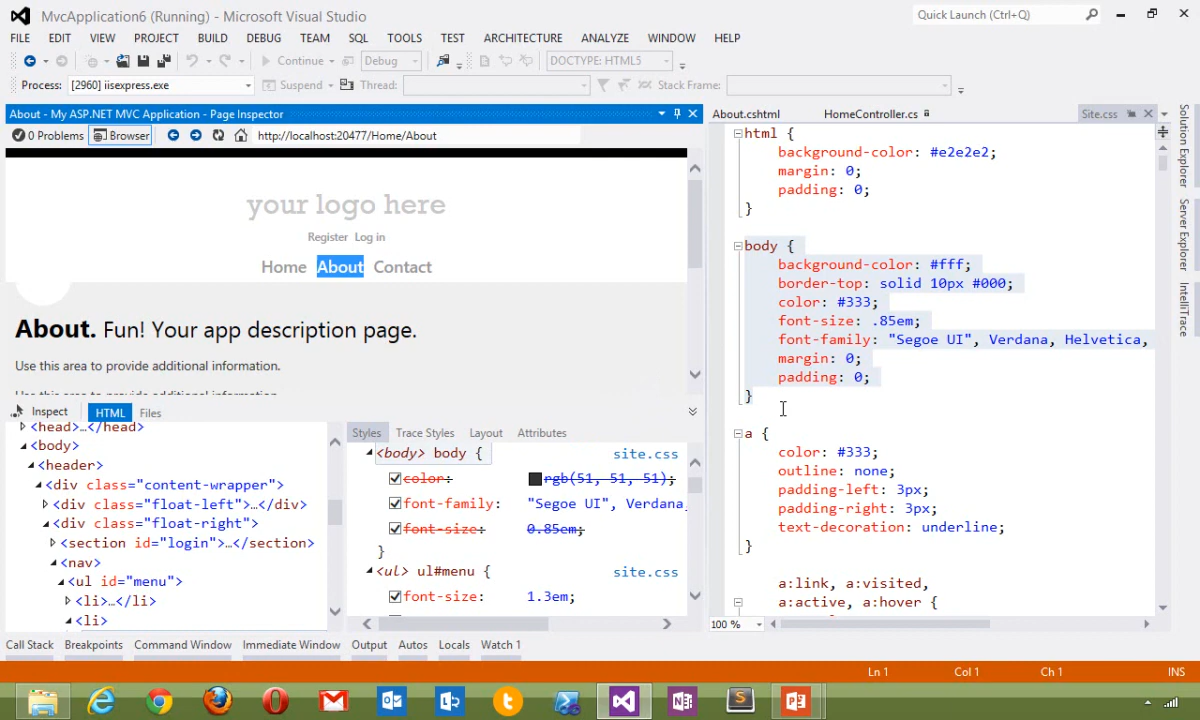 MvcApplication6 (Running) - Microsoft Visual Studio
Quick Launch (Ctrl+Q)
FILE EDIT VIEW PROJECT BUILD DEBUG TEAM SQL TOOLS TEST ARCHITECTURE ANALYZE WINDOW HELP
Continue Debug DOCTYPE: HTML5
Process: [2960] iisexpress.exe Suspend Thread: Stack Frame:
About - My ASP.NET MVC Application - Page Inspector
0 Problems Browser http://localhost:20477/Home/About
your logo here
Register Log in
Home About Contact
About. Fun! Your app description page.
Use this area to provide additional information.
Use this area to provide additional information.
Inspect HTML Files
<head>…</head>
<body>
<header>
<div class="content-wrapper">
<div class="float-left">…</div>
<div class="float-right">
<section id="login">…</section>
<nav>
<ul id="menu">
<li>…</li>
<li>
Styles Trace Styles Layout Attributes
<body> body { site.css
color: rgb(51, 51, 51);
font-family: "Segoe UI", Verdana,
font-size: 0.85em;
}
<ul> ul#menu { site.css
font-size: 1.3em;
About.cshtml HomeController.cs Site.css
html {
background-color: #e2e2e2;
margin: 0;
padding: 0;
}
body {
background-color: #fff;
border-top: solid 10px #000;
color: #333;
font-size: .85em;
font-family: "Segoe UI", Verdana, Helvetica,
margin: 0;
padding: 0;
}
a {
color: #333;
outline: none;
padding-left: 3px;
padding-right: 3px;
text-decoration: underline;
}
a:link, a:visited,
a:active, a:hover {
100 %
Solution Explorer
Server Explorer
IntelliTrace
Call Stack Breakpoints Command Window Immediate Window Output Autos Locals Watch 1
Ln 1 Col 1 Ch 1 INS